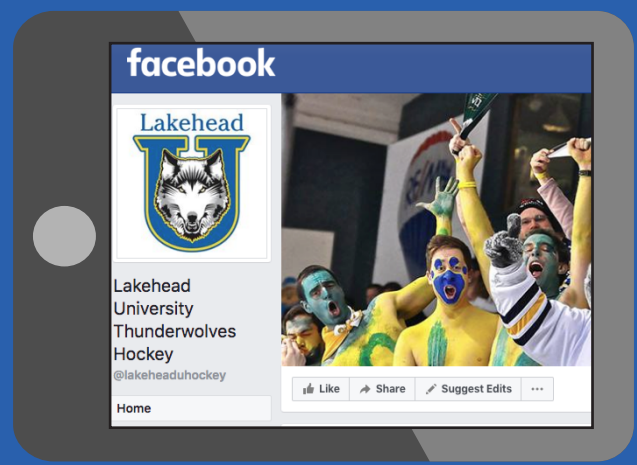 facebook
Lakehead
Lakehead
University
Thunderwolves
Hockey
@lakeheaduhockey
Home
Like
Share
Suggest Edits
...